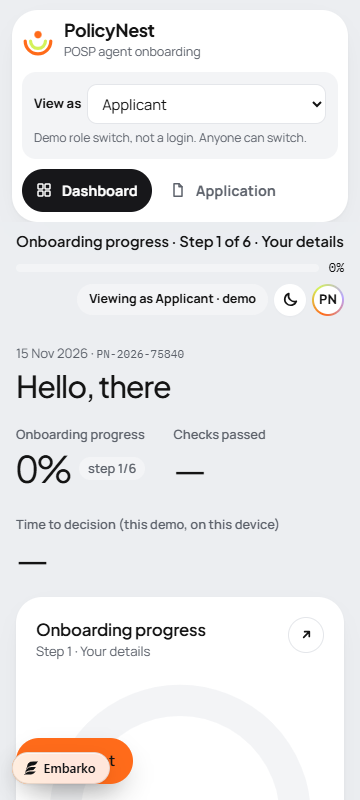 PolicyNest
POSP agent onboarding
View as Applicant
Demo role switch, not a login. Anyone can switch.
Dashboard Application
Onboarding progress · Step 1 of 6 · Your details
0%
Viewing as Applicant · demo PN
15 Nov 2026 · PN-2026-75840
Hello, there
Onboarding progress Checks passed
0% step 1/6 —
Time to decision (this demo, on this device)
—
Onboarding progress
Step 1 · Your details
Embarko